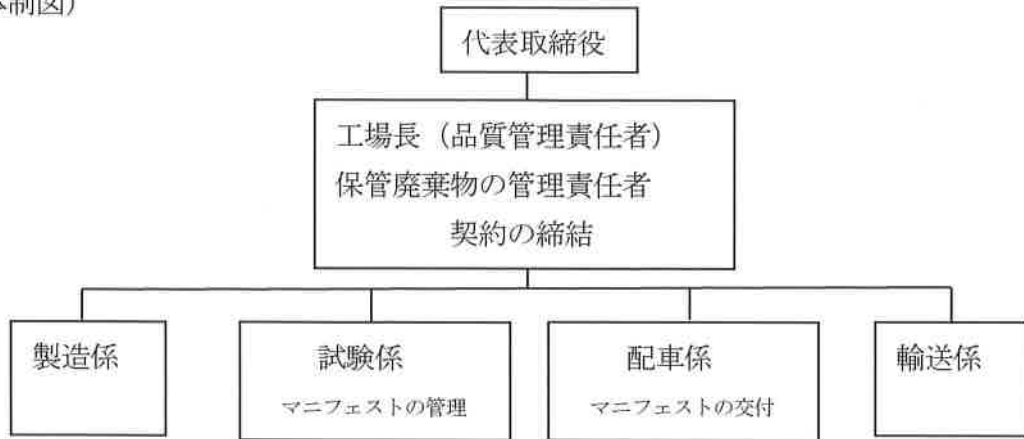 制図)
代表取締役
工場長（品質管理責任者）
保管廃棄物の管理責任者
契約の締結
製造係
試験係
配車係
輸送係
マニフェストの管理
マニフェストの交付